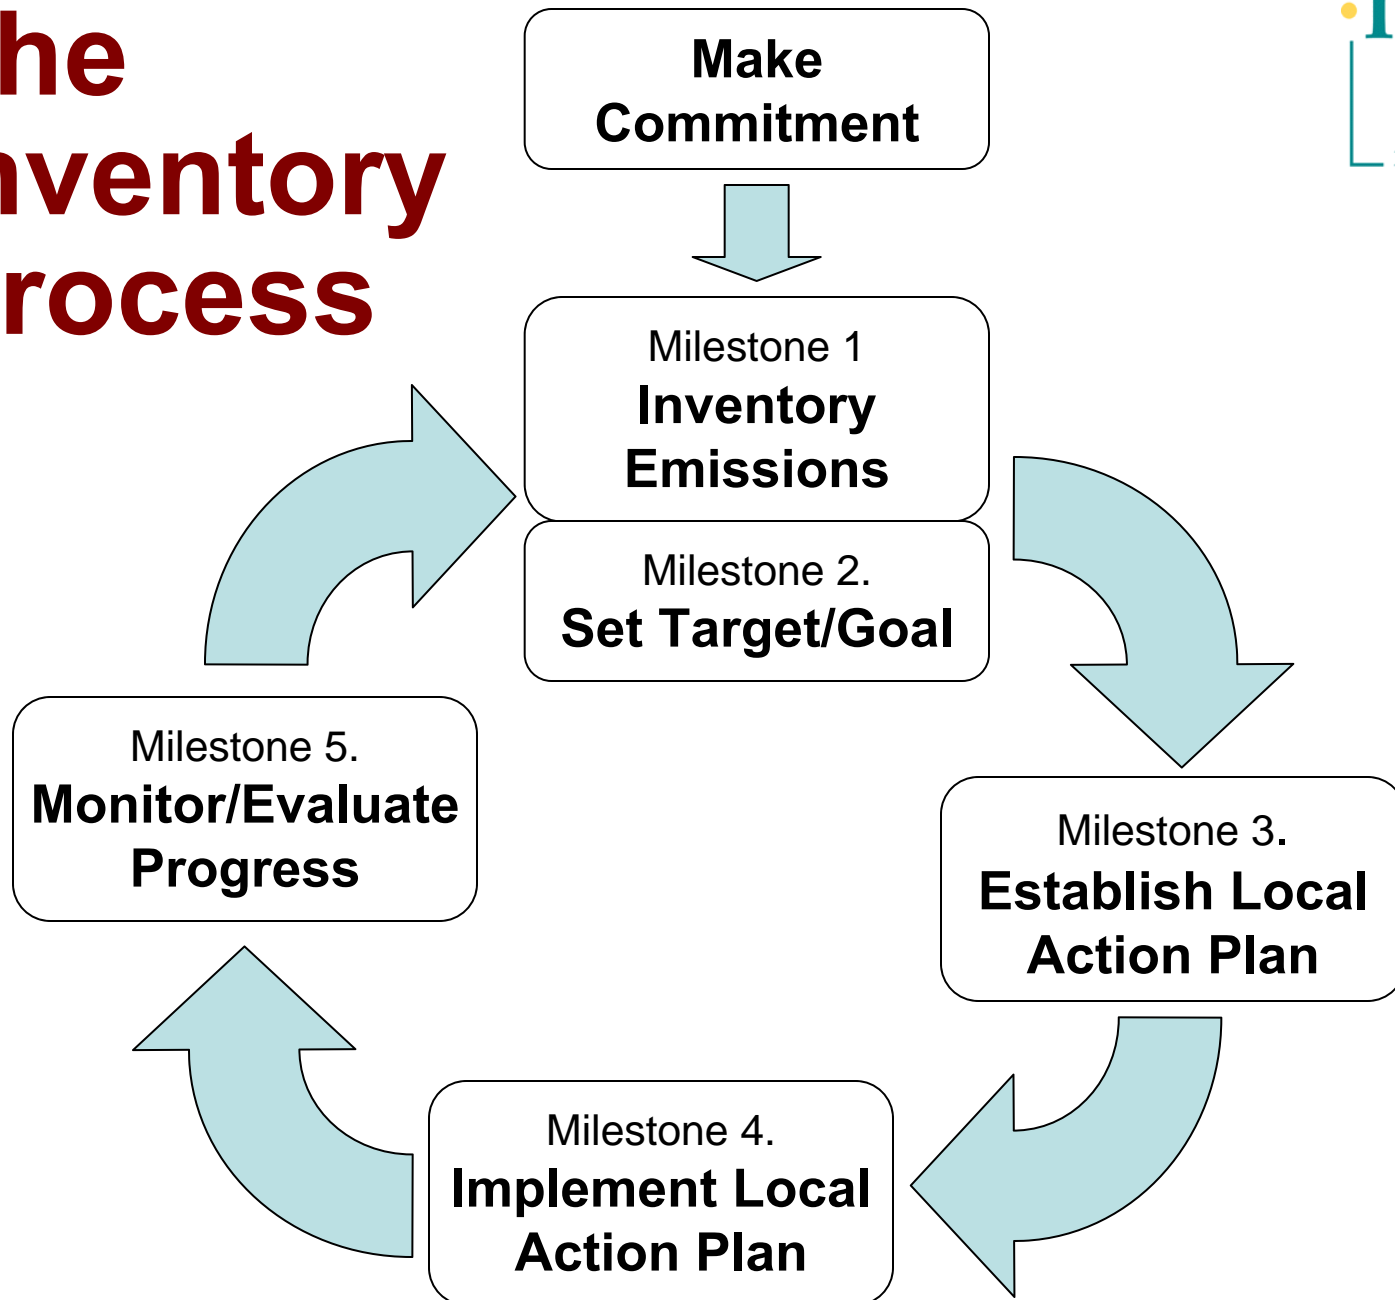 he
nventory
rocess
Make
Commitment
Milestone 1
Inventory
Emissions
Milestone 2.
Set Target/Goal
Milestone 3.
Establish Local
Action Plan
Milestone 4.
Implement Local
Action Plan
Milestone 5.
Monitor/Evaluate
Progress